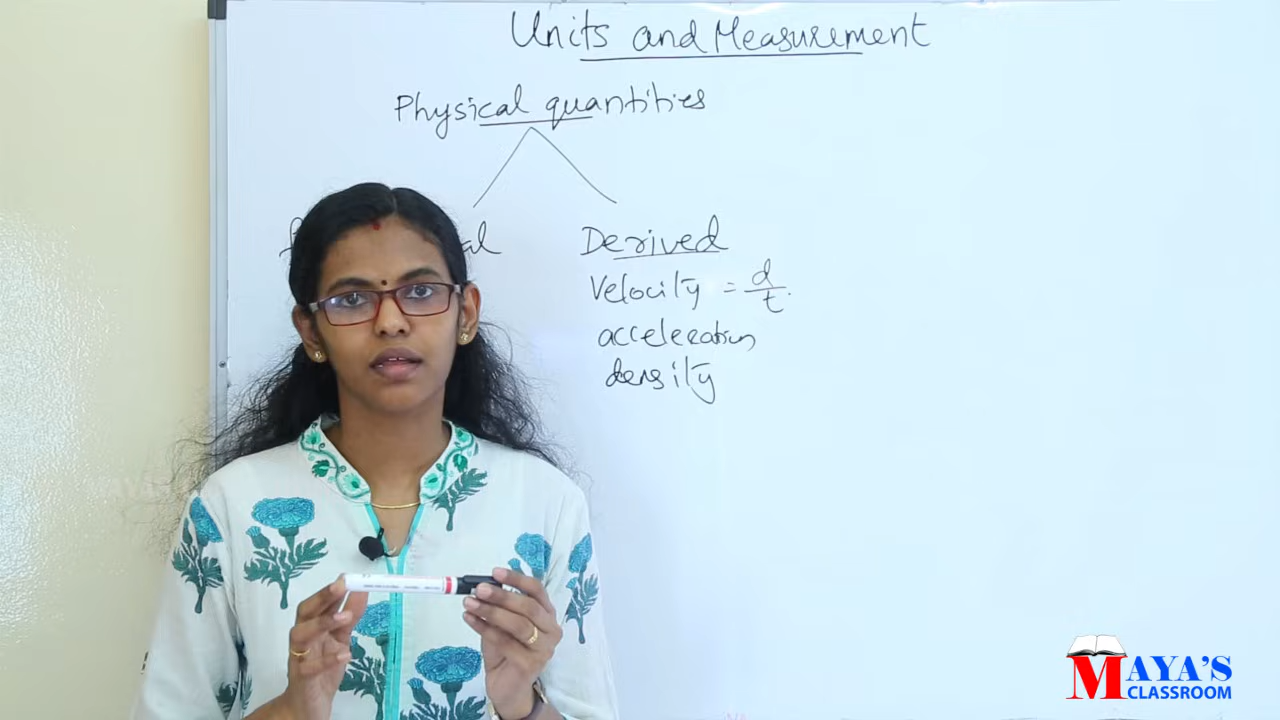 Units and Measurement
Physical quantities
Derived
Velocity = d/t.
acceleration
density
MAYA'S
CLASSROOM